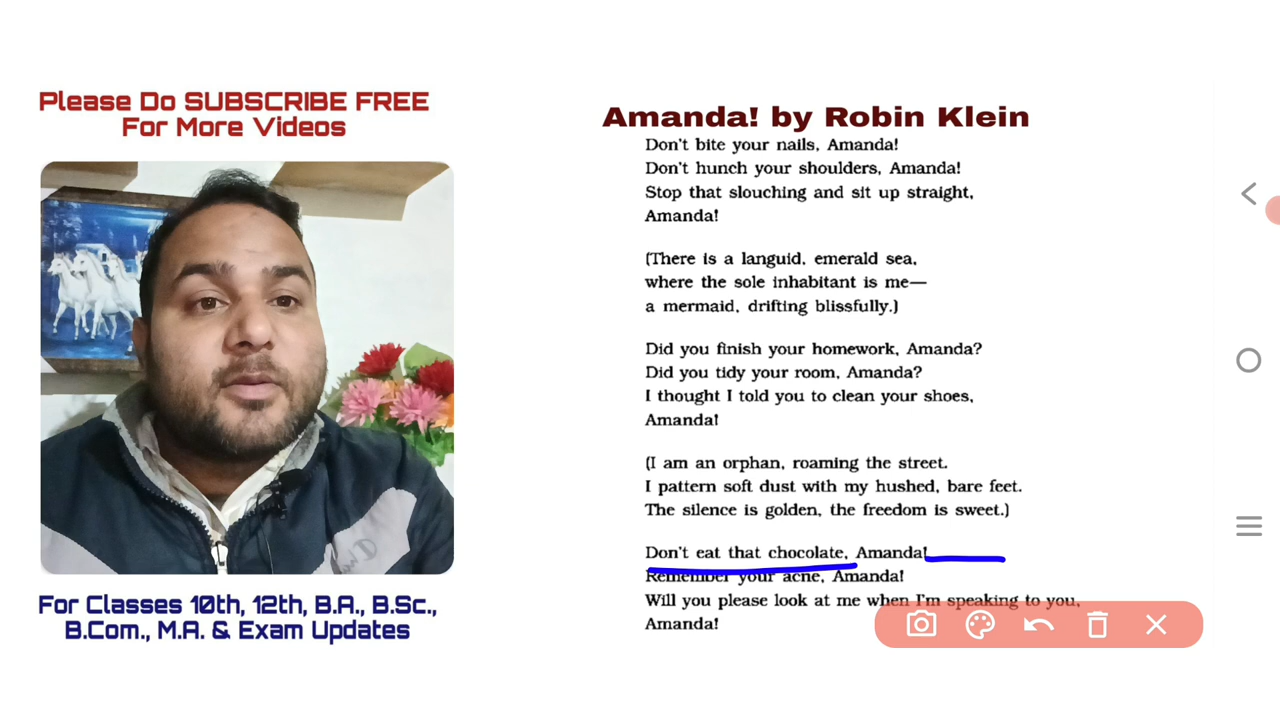 Please Do SUBSCRIBE FREE
For More Videos
For Classes 10th, 12th, B.A., B.Sc.,
B.Com., M.A. & Exam Updates
Amanda! by Robin Klein
Don't bite your nails, Amanda!
Don't hunch your shoulders, Amanda!
Stop that slouching and sit up straight,
Amanda!
(There is a languid, emerald sea,
where the sole inhabitant is me—
a mermaid, drifting blissfully.)
Did you finish your homework, Amanda?
Did you tidy your room, Amanda?
I thought I told you to clean your shoes,
Amanda!
(I am an orphan, roaming the street.
I pattern soft dust with my hushed, bare feet.
The silence is golden, the freedom is sweet.)
Don't eat that chocolate, Amanda!
Remember your acne, Amanda!
Will you please look at me when I'm speaking to you,
Amanda!